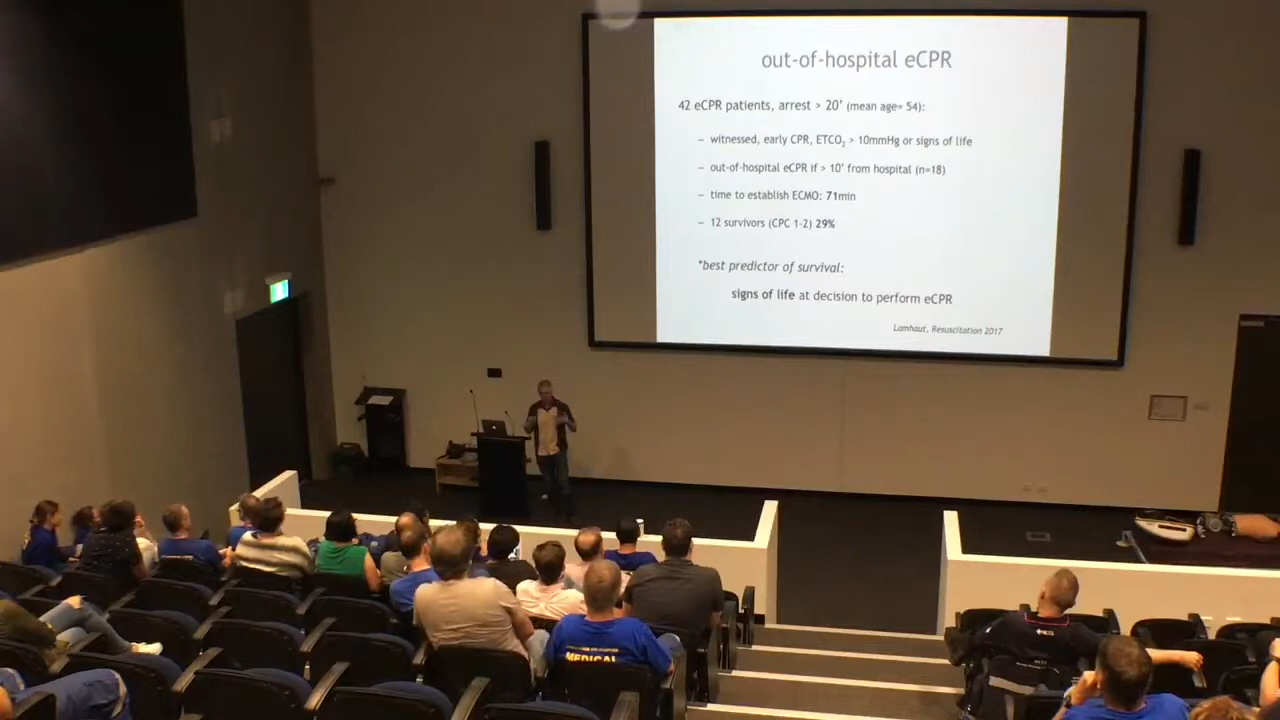 out-of-hospital eCPR
42 eCPR patients, arrest > 20' (mean age= 54):
– witnessed, early CPR, ETCO₂ > 10mmHg or signs of life
– out-of-hospital eCPR if > 10' from hospital (n=18)
– time to establish ECMO: 71min
– 12 survivors (CPC 1-2) 29%
*best predictor of survival:
signs of life at decision to perform eCPR
Lamhaut, Resuscitation 2017
MEDICAL